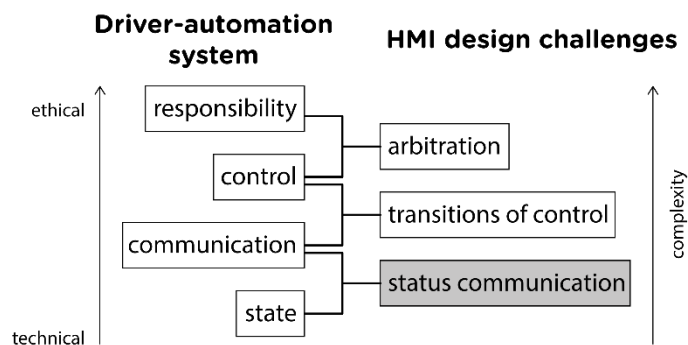 Driver-automation
system
HMI design challenges
ethical
responsibility
arbitration
control
transitions of control
communication
status communication
state
technical
complexity